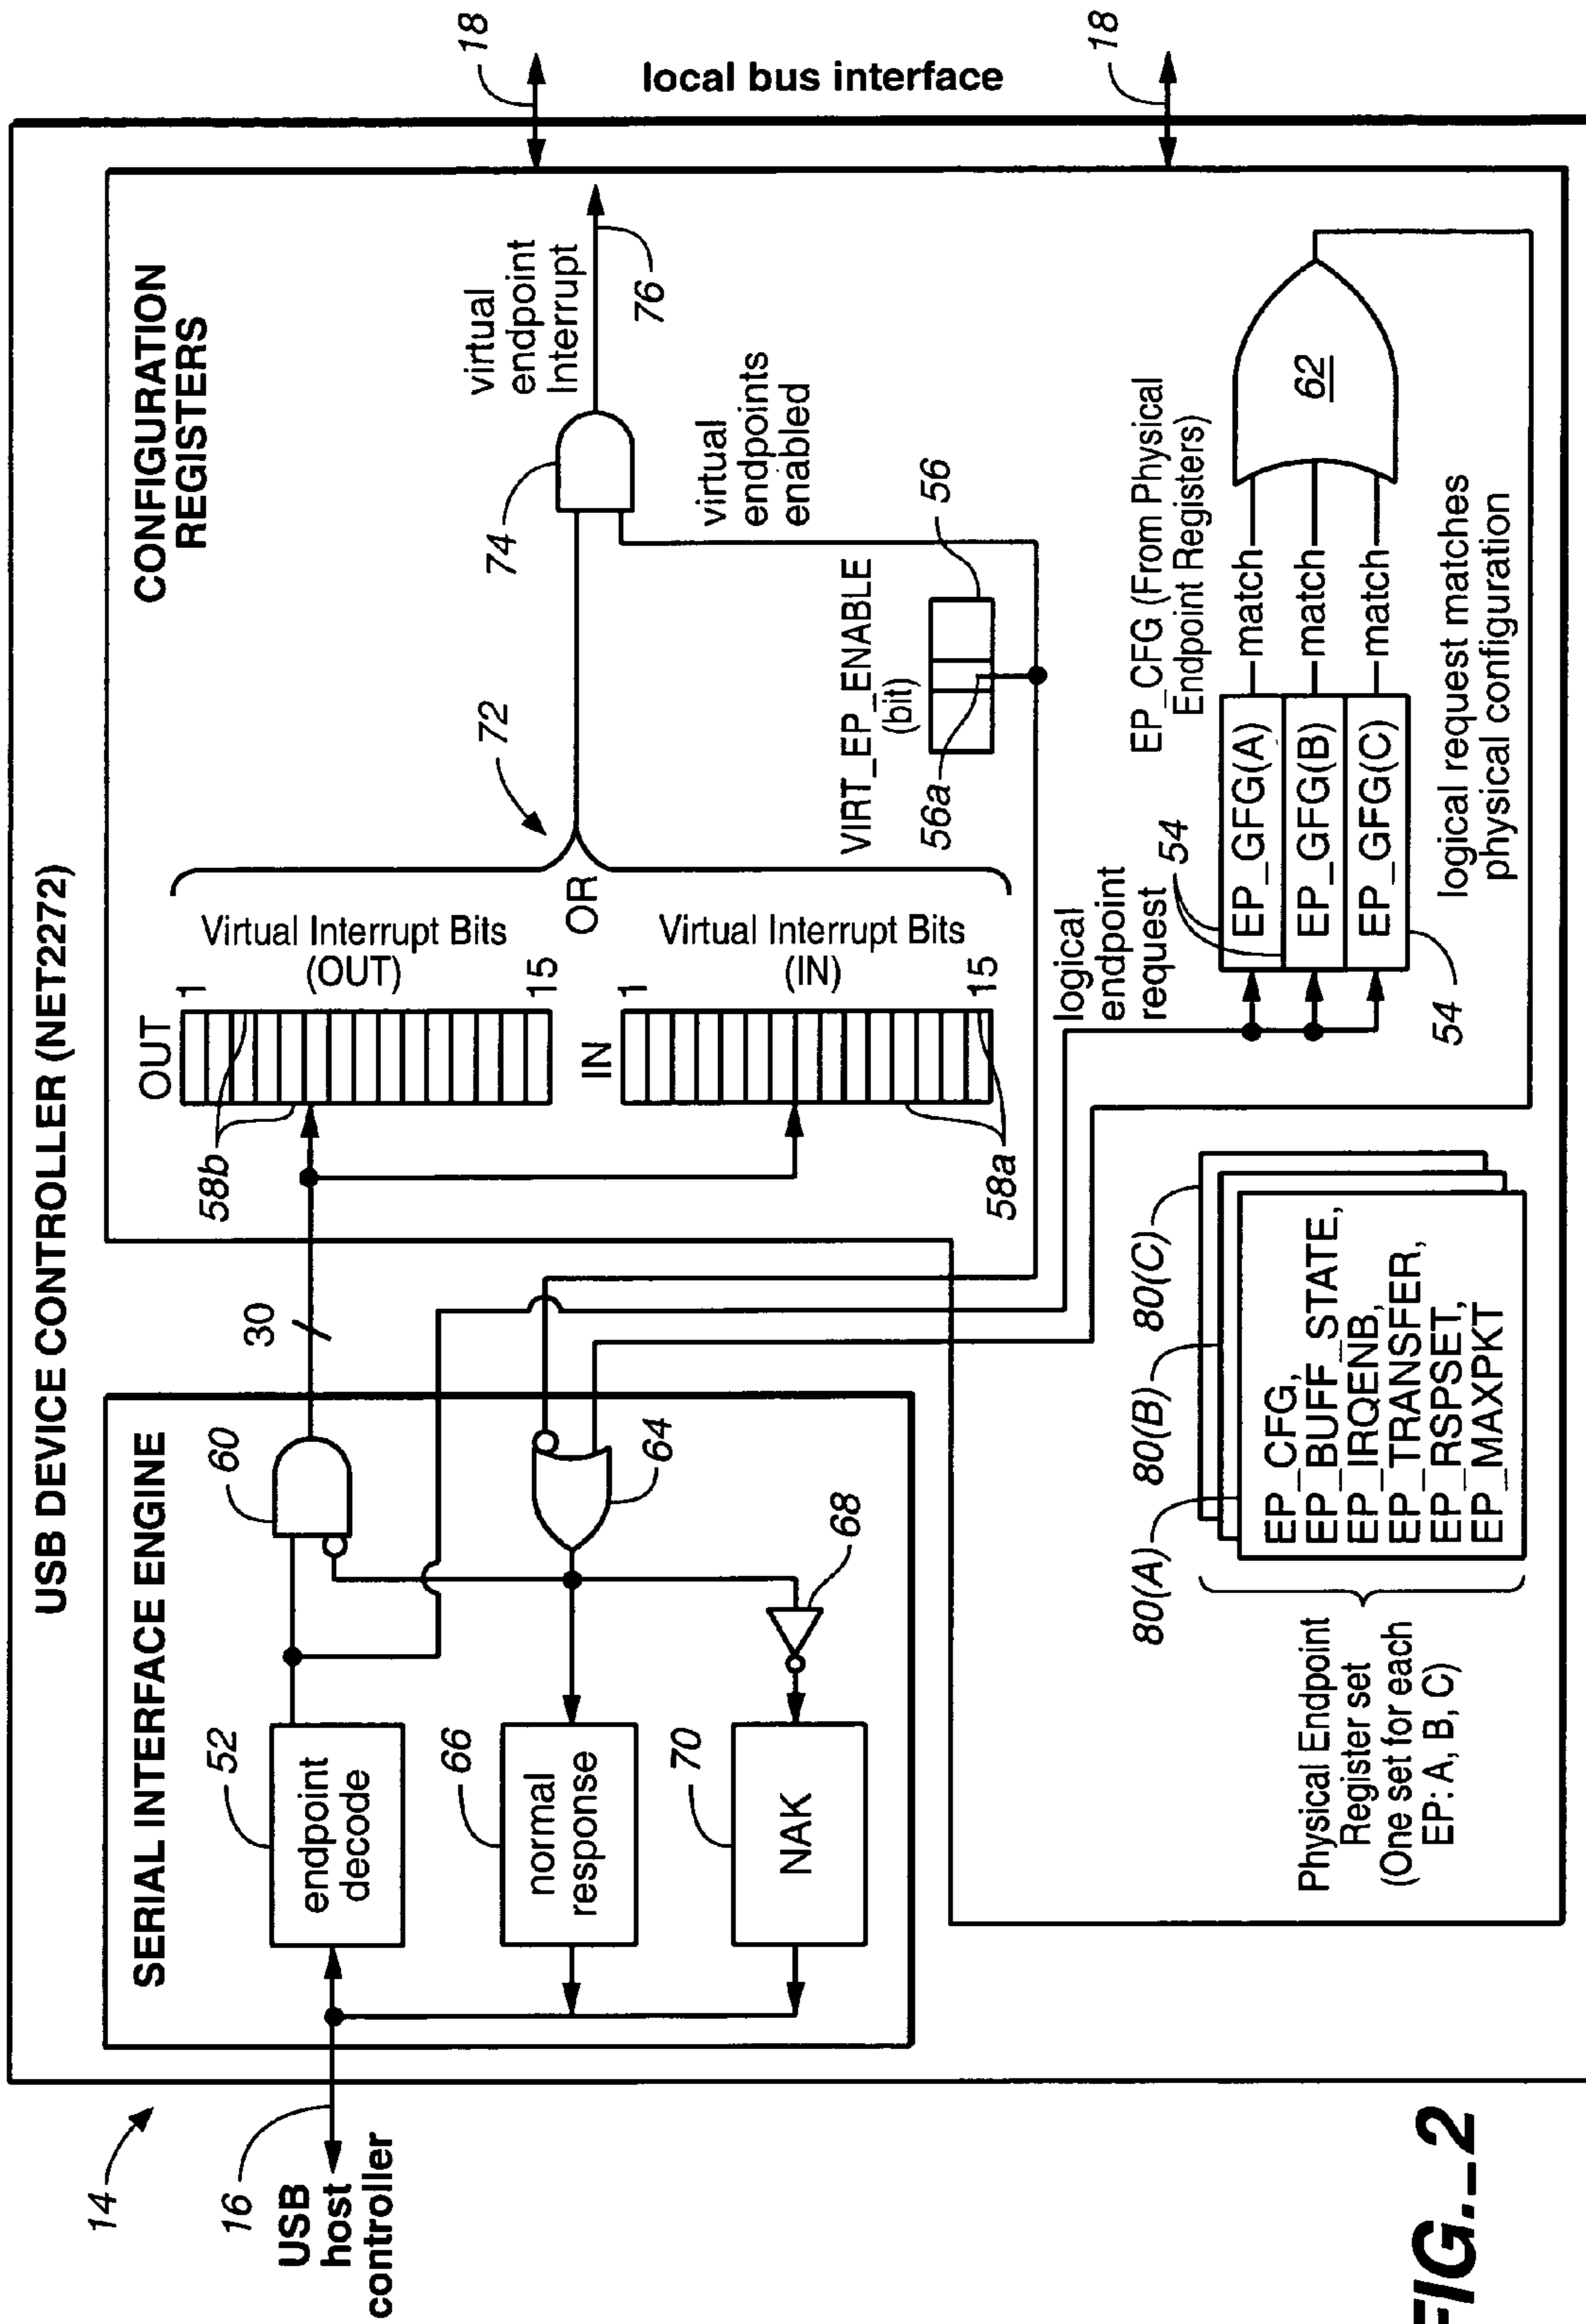 USB DEVICE CONTROLLER (NET2272)
14
16
USB
host
controller
SERIAL INTERFACE ENGINE
52
endpoint
decode
60
66
normal
response
64
70
NAK
68
30
CONFIGURATION
REGISTERS
OUT
1
15
58b
Virtual Interrupt Bits
(OUT)
OR
IN
1
15
58a
Virtual Interrupt Bits
(IN)
72
74
virtual
endpoint
Interrupt
76
virtual
endpoints
enabled
VIRT_EP_ENABLE
(bit)
56
56a
18
local bus interface
18
logical
endpoint
request
54
EP_CFG (From Physical
Endpoint Registers)
EP_GFG(A)
match
EP_GFG(B)
match
EP_GFG(C)
match
54
62
logical request matches
physical configuration
80(A)
80(B)
80(C)
EP_CFG,
EP_BUFF_STATE,
EP_IRQENB,
EP_TRANSFER,
EP_RSPSET,
EP_MAXPKT
Physical Endpoint
Register set
(One set for each
EP: A, B, C)
FIG._2